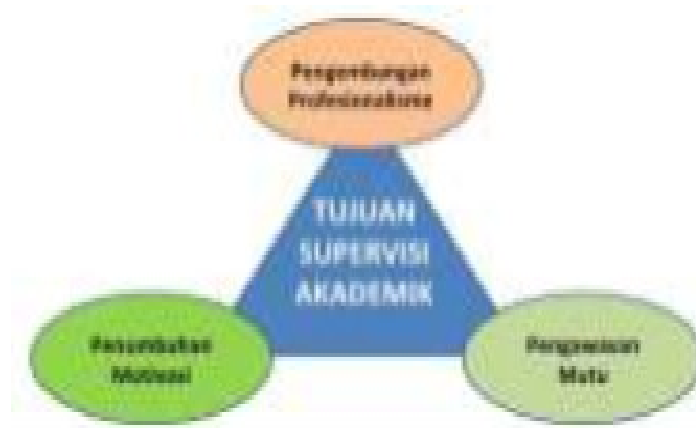 Pengembangan
Profesionalisme
TUJUAN
SUPERVISI
AKADEMIK
Penumbuhan
Motivasi
Pengawasan
Mutu